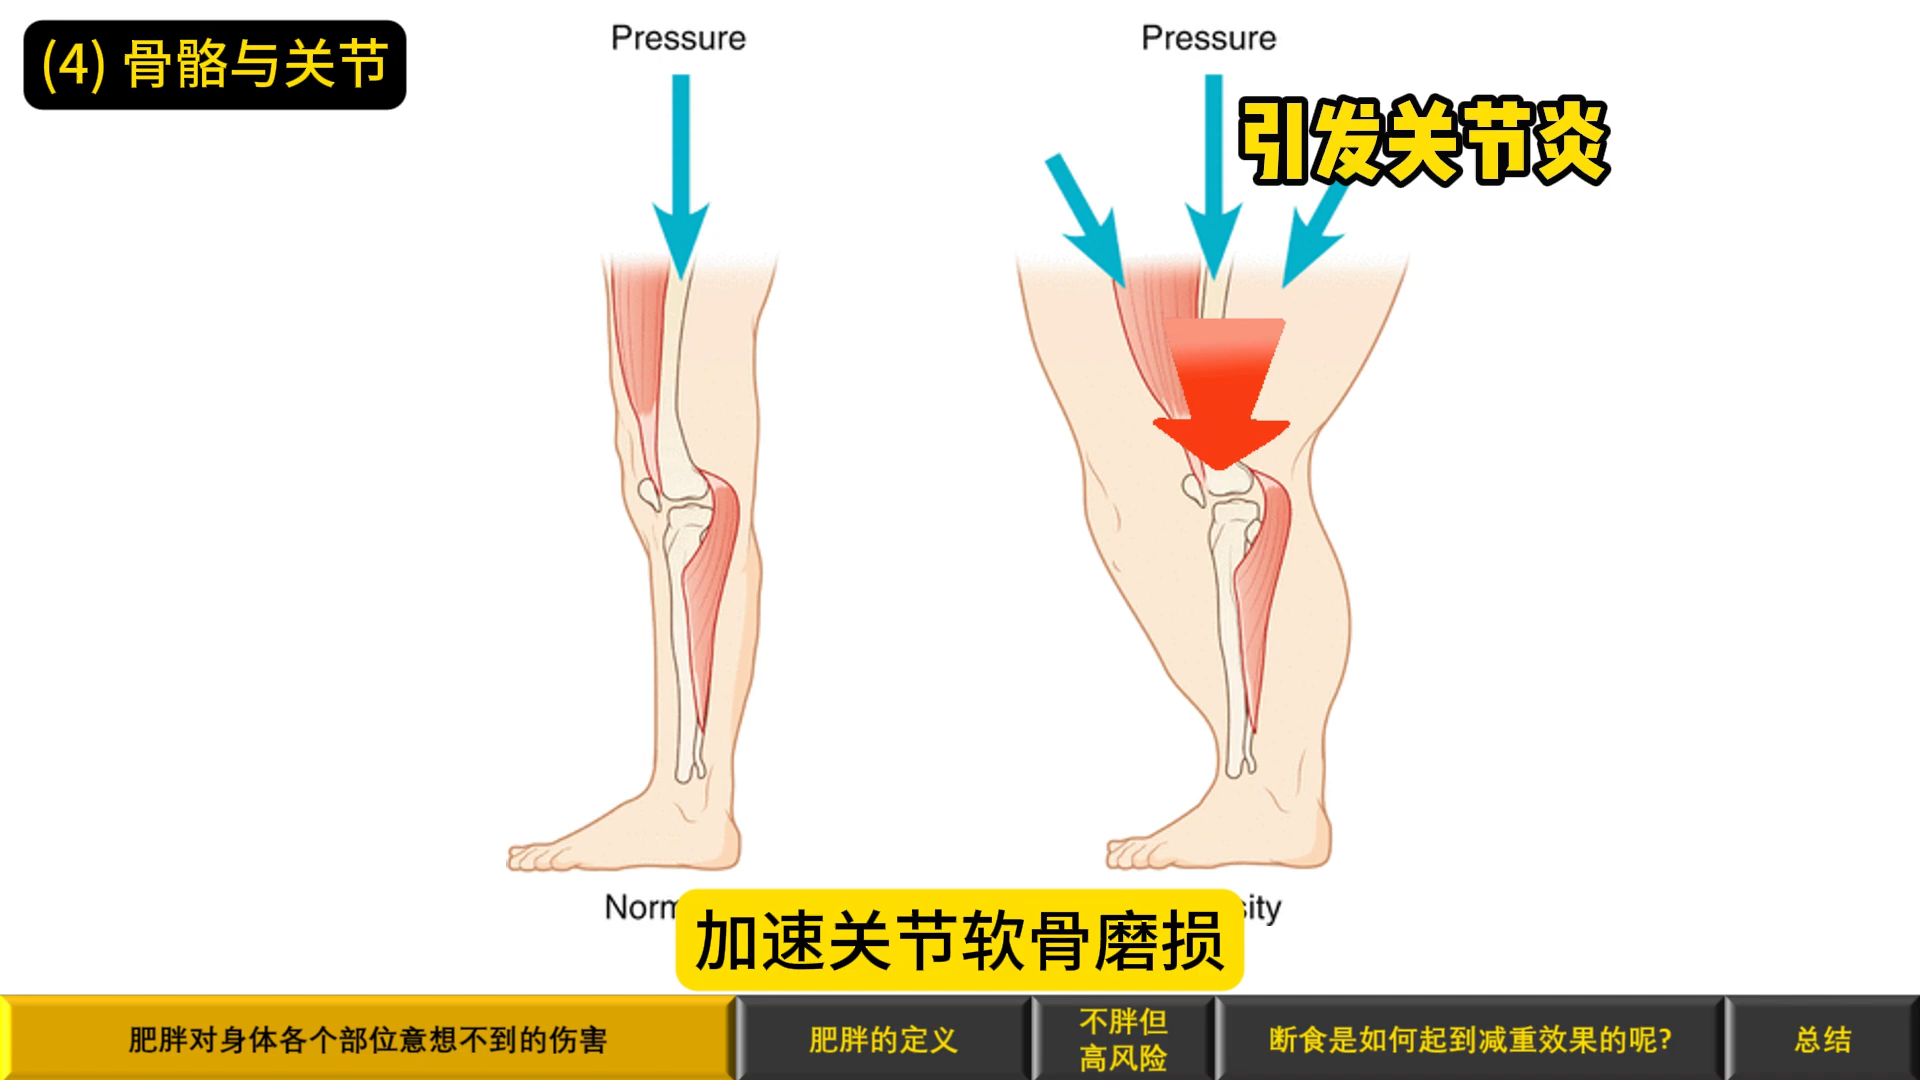 (4) 骨骼与关节
Pressure
Pressure
引发关节炎
加速关节软骨磨损
肥胖对身体各个部位意想不到的伤害
肥胖的定义
不胖但
高风险
断食是如何起到减重效果的呢?
总结